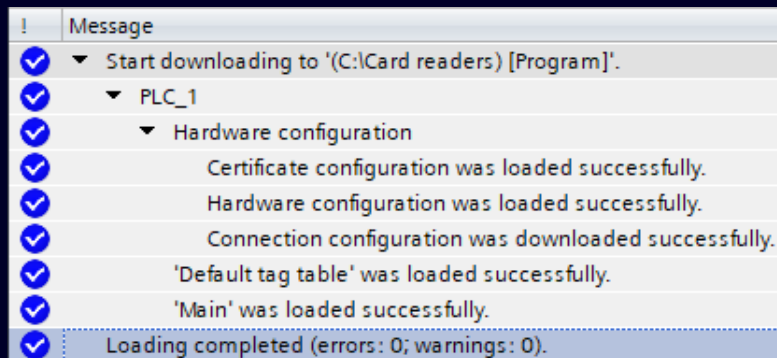 ! Message
Start downloading to '(C:\Card readers) [Program]'.
PLC_1
Hardware configuration
Certificate configuration was loaded successfully.
Hardware configuration was loaded successfully.
Connection configuration was downloaded successfully.
'Default tag table' was loaded successfully.
'Main' was loaded successfully.
Loading completed (errors: 0; warnings: 0).